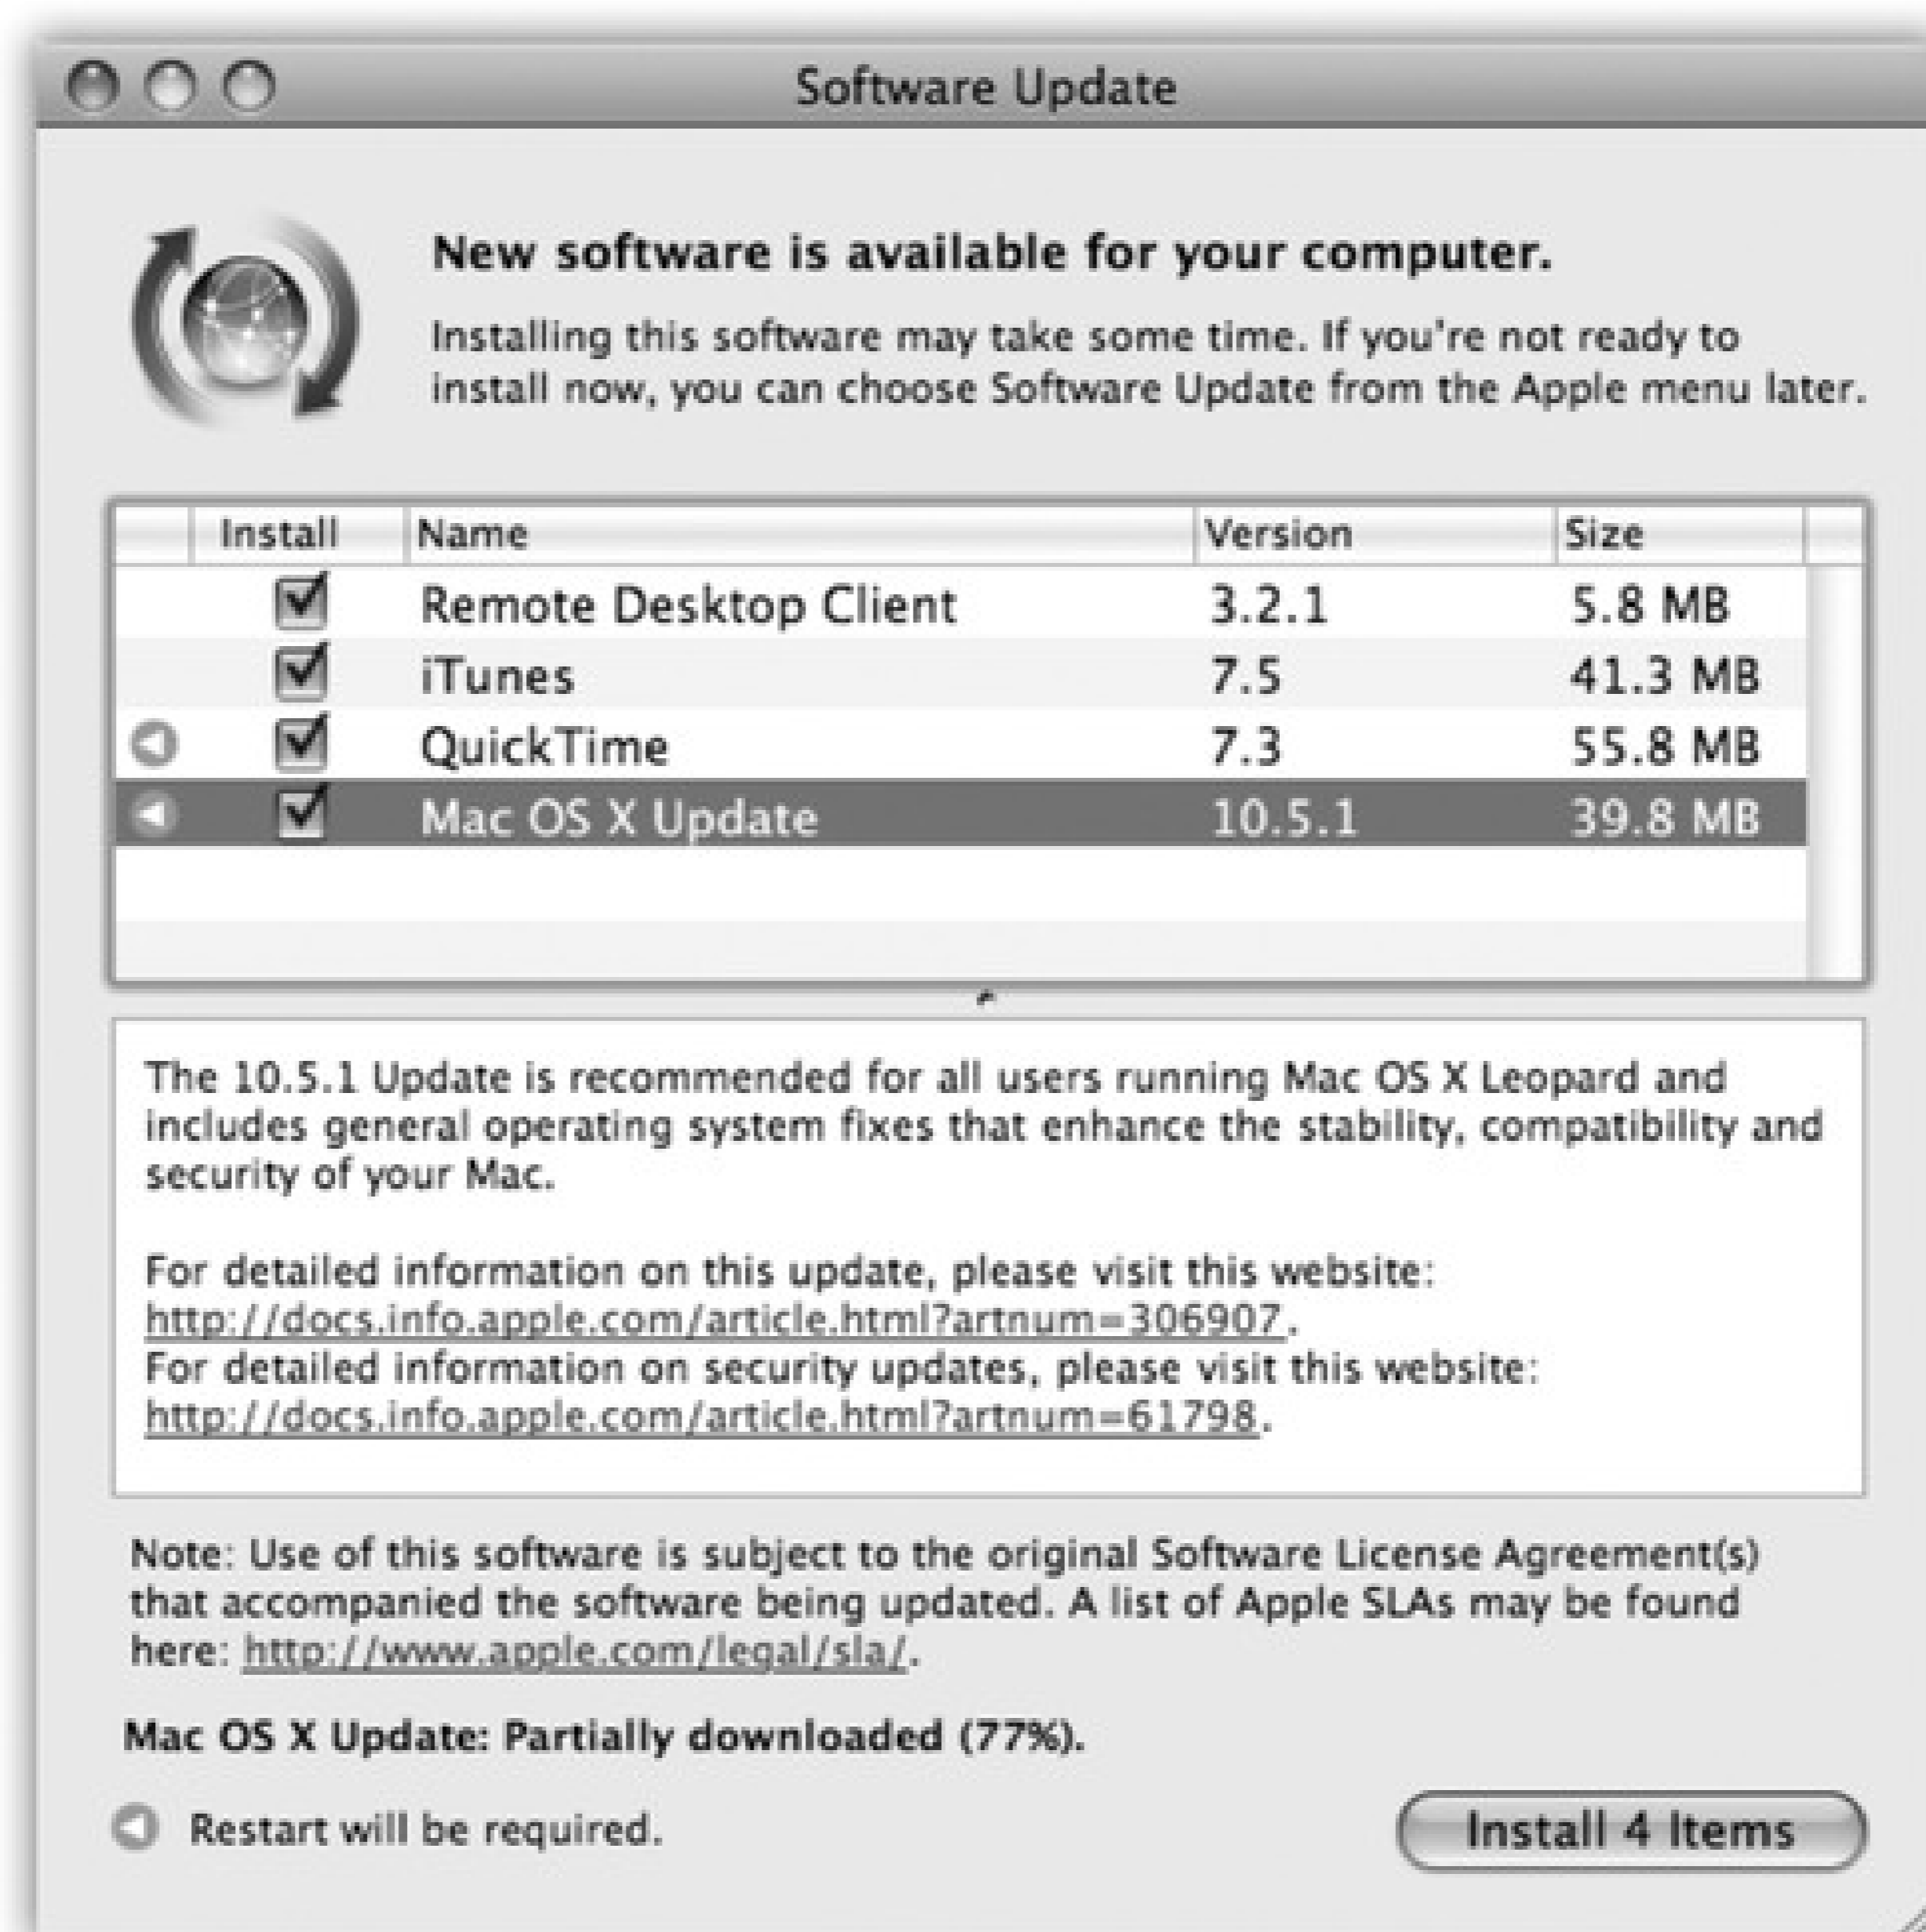 Software Update
New software is available for your computer.
Installing this software may take some time. If you're not ready to
install now, you can choose Software Update from the Apple menu later.
Install Name Version Size
Remote Desktop Client 3.2.1 5.8 MB
iTunes 7.5 41.3 MB
QuickTime 7.3 55.8 MB
Mac OS X Update 10.5.1 39.8 MB
The 10.5.1 Update is recommended for all users running Mac OS X Leopard and
includes general operating system fixes that enhance the stability, compatibility and
security of your Mac.
For detailed information on this update, please visit this website:
http://docs.info.apple.com/article.html?artnum=306907.
For detailed information on security updates, please visit this website:
http://docs.info.apple.com/article.html?artnum=61798.
Note: Use of this software is subject to the original Software License Agreement(s)
that accompanied the software being updated. A list of Apple SLAs may be found
here: http://www.apple.com/legal/sla/.
Mac OS X Update: Partially downloaded (77%).
Restart will be required.
Install 4 Items